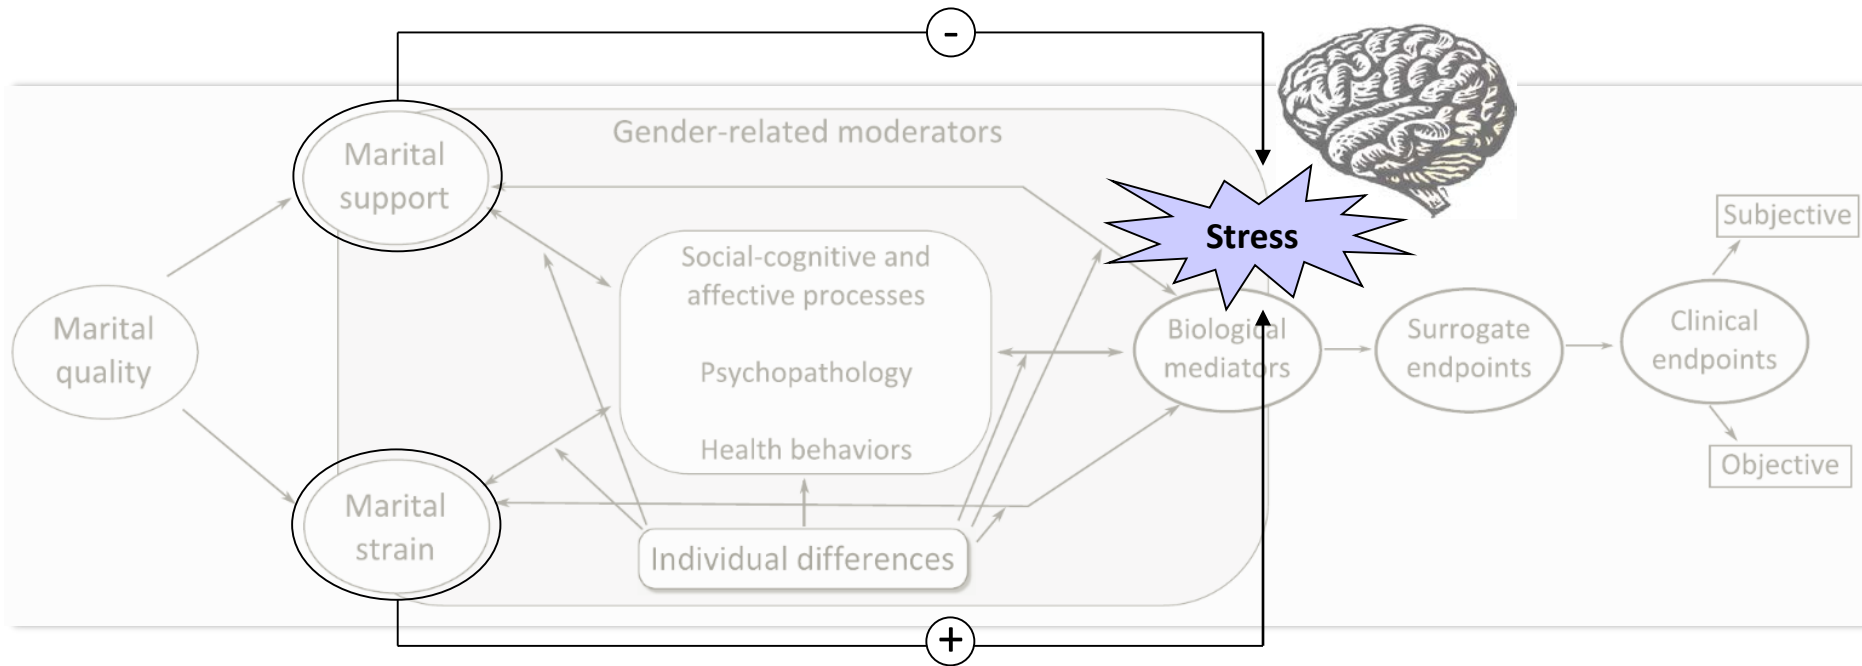 -
Gender-related moderators
Marital
support
Stress
Subjective
Social-cognitive and
affective processes
Marital
quality
Psychopathology
Biological
mediators
Surrogate
endpoints
Clinical
endpoints
Health behaviors
Objective
Marital
strain
Individual differences
+